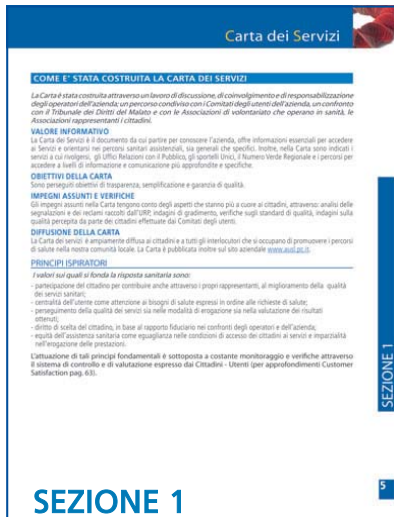 Carta dei Servizi
COME E' STATA COSTRUITA LA CARTA DEI SERVIZI
La Carta è stata costruita attraverso un lavoro di discussione, di coinvolgimento e di responsabilizzazione
degli operatori dell'azienda; un percorso condiviso con i Comitati degli utenti dell'azienda, un confronto
con il Tribunale dei Diritti del Malato e con le Associazioni di volontariato che operano in sanità, le
Associazioni rappresentanti i cittadini.
VALORE INFORMATIVO
La Carta dei Servizi è il documento da cui partire per conoscere l'azienda, offre informazioni essenziali per accedere
ai Servizi e orientarsi nei percorsi sanitari assistenziali, sia generali che specifici. Inoltre, nella Carta sono indicati i
servizi a cui rivolgersi, gli Uffici Relazioni con il Pubblico, gli sportelli Unici, il Numero Verde Regionale e i percorsi per
accedere a livelli di informazione e comunicazione più approfondite e specifiche.
OBIETTIVI DELLA CARTA
Sono perseguiti obiettivi di trasparenza, semplificazione e garanzia di qualità.
IMPEGNI ASSUNTI E VERIFICHE
Gli impegni assunti nella Carta tengono conto degli aspetti che stanno più a cuore ai cittadini, attraverso: analisi delle
segnalazioni e dei reclami raccolti dall'URP, indagini di gradimento, verifiche sugli standard di qualità, indagini sulla
qualità percepita da parte dei cittadini effettuate dai Comitati degli utenti.
DIFFUSIONE DELLA CARTA
La Carta dei servizi è ampiamente diffusa ai cittadini e a tutti gli interlocutori che si occupano di promuovere i percorsi
di salute nella nostra comunità locale. La Carta è pubblicata inoltre sul sito aziendale www.ausl.pc.it.
PRINCIPI ISPIRATORI
I valori sui quali si fonda la risposta sanitaria sono:
- partecipazione del cittadino per contribuire anche attraverso i propri rappresentanti, al miglioramento della qualità
dei servizi sanitari;
- centralità dell'utente come attenzione ai bisogni di salute espressi in ordine alle richieste di salute;
- perseguimento della qualità dei servizi sia nelle modalità di erogazione sia nella valutazione dei risultati
ottenuti;
- diritto di scelta del cittadino, in base al rapporto fiduciario nei confronti degli operatori e dell'azienda;
- equità dell'assistenza sanitaria come eguaglianza nelle condizioni di accesso dei cittadini ai servizi e imparzialità
nell'erogazione delle prestazioni.
L'attuazione di tali principi fondamentali è sottoposta a costante monitoraggio e verifiche attraverso
il sistema di controllo e di valutazione espresso dai Cittadini - Utenti (per approfondimenti Customer
Satisfaction pag. 63).
SEZIONE 1
5
SEZIONE 1